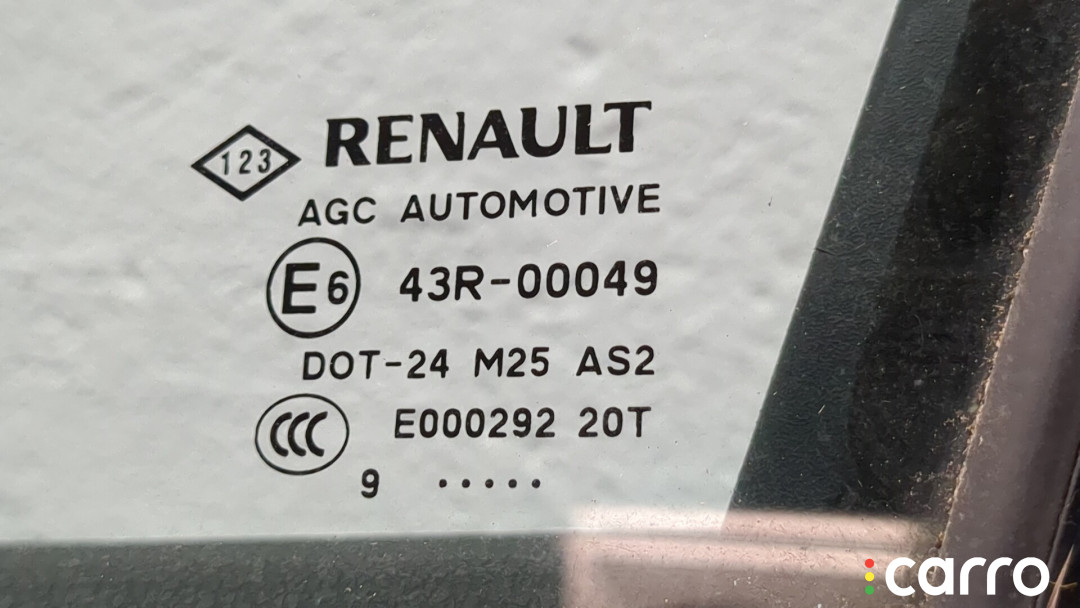 123 RENAULT
AGC AUTOMOTIVE
E6 43R-00049
DOT-24 M25 AS2
CCC E000292 20T
9 .....
carro